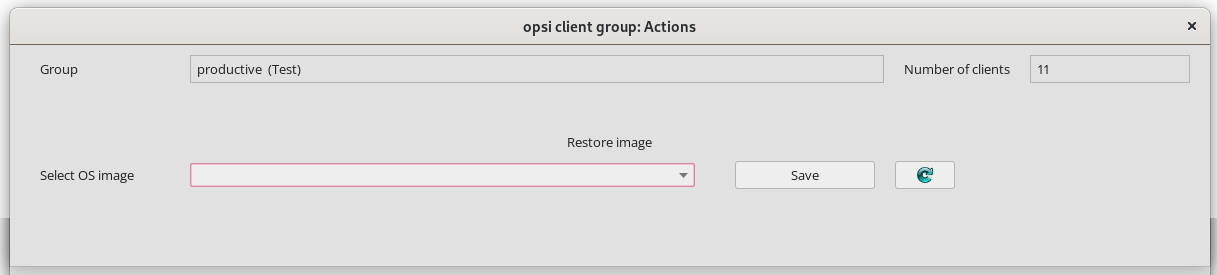 opsi client group: Actions
Group productive (Test) Number of clients 11
Restore image
Select OS image Save